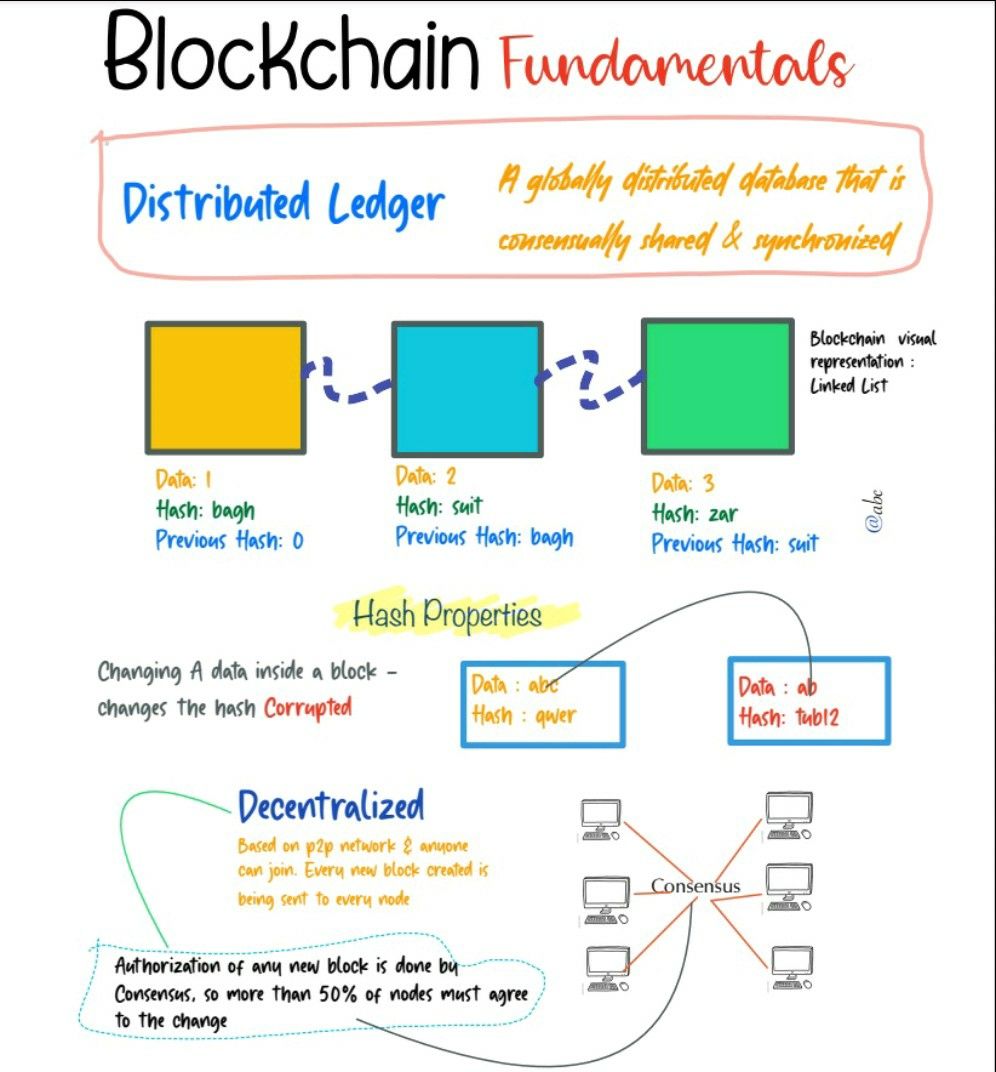 Blockchain Fundamentals
Distributed Ledger
A globally distributed database that is
consensually shared & synchronized
Blockchain visual
representation :
Linked List
Data: 1
Hash: bagh
Previous Hash: 0
Data: 2
Hash: suit
Previous Hash: bagh
Data: 3
Hash: zar
Previous Hash: suit
@abc
Hash Properties
Changing A data inside a block -
changes the hash Corrupted
Data : abc
Hash : qwer
Data : ab
Hash: tub12
Decentralized
Based on p2p network & anyone
can join. Every new block created is
being sent to every node
Consensus
Authorization of any new block is done by
Consensus, so more than 50% of nodes must agree
to the change